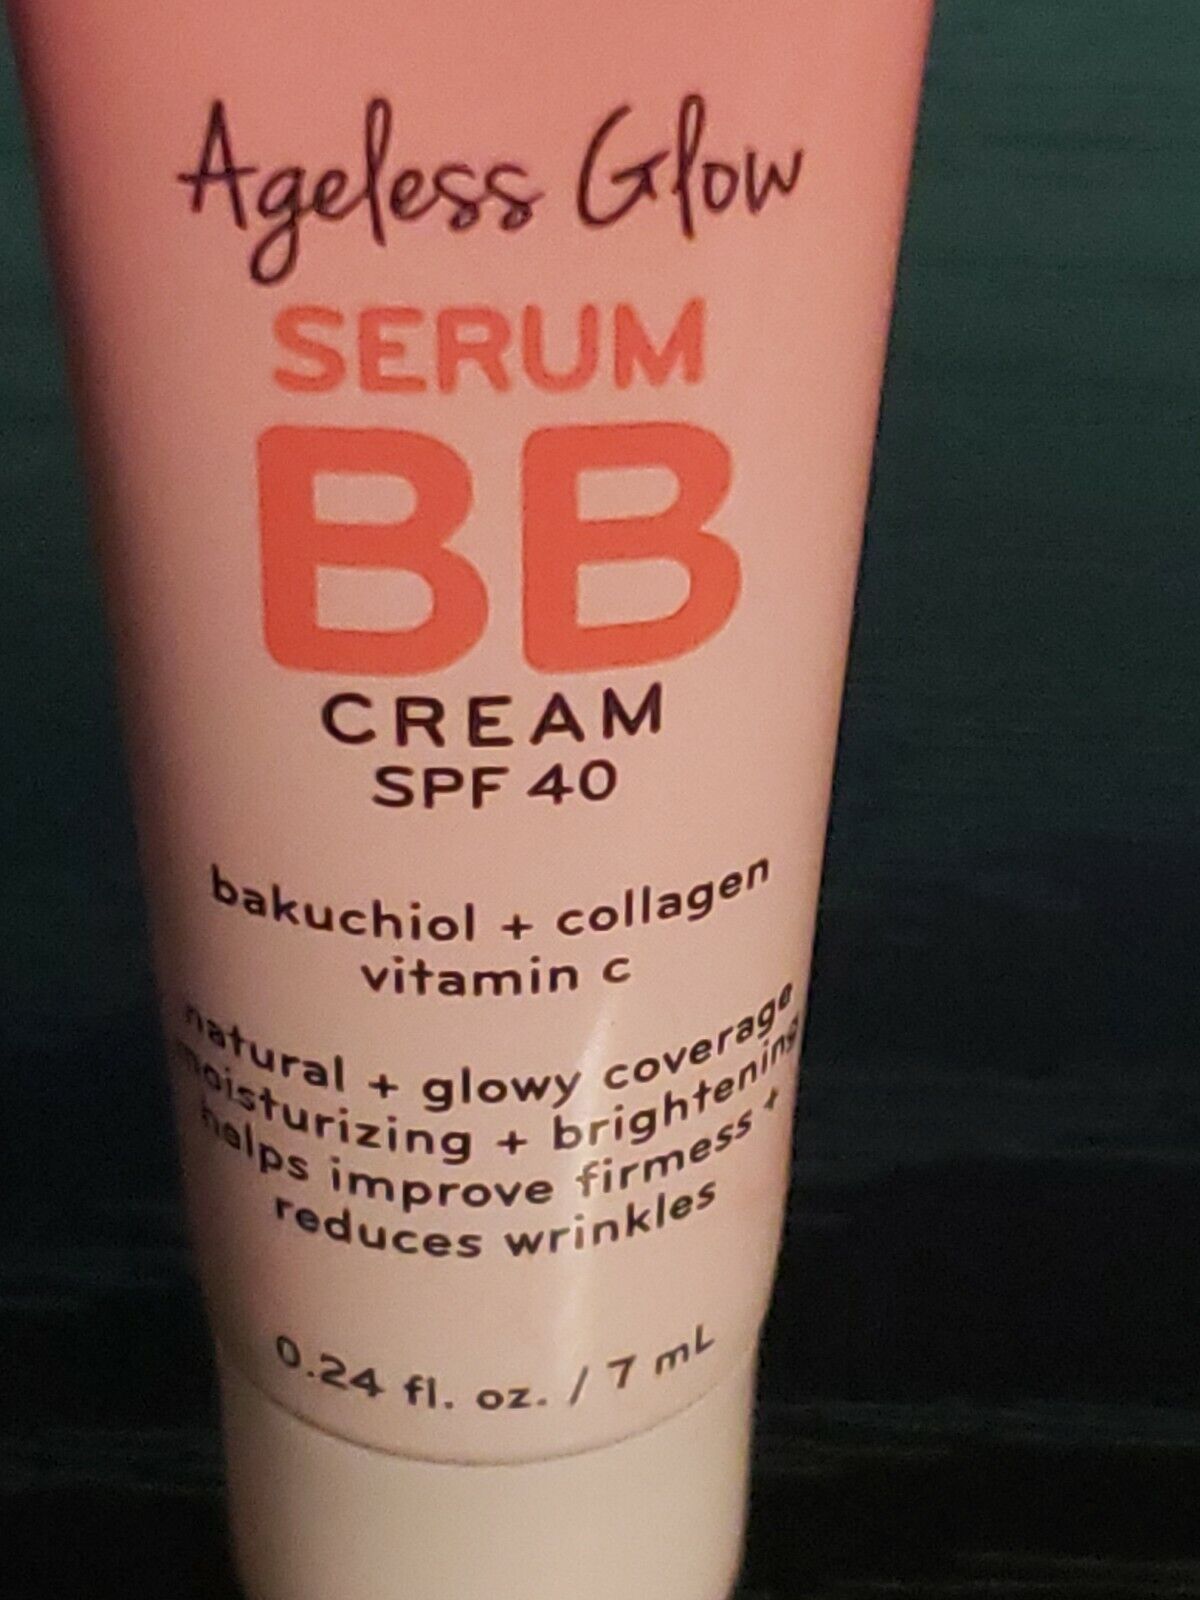 Ageless Glow
SERUM
BB
CREAM
SPF 40
bakuchiol + collagen
vitamin c
natural + glowy coverage
moisturizing + brightening
helps improve firmness +
reduces wrinkles
0.24 fl. oz. / 7 mL